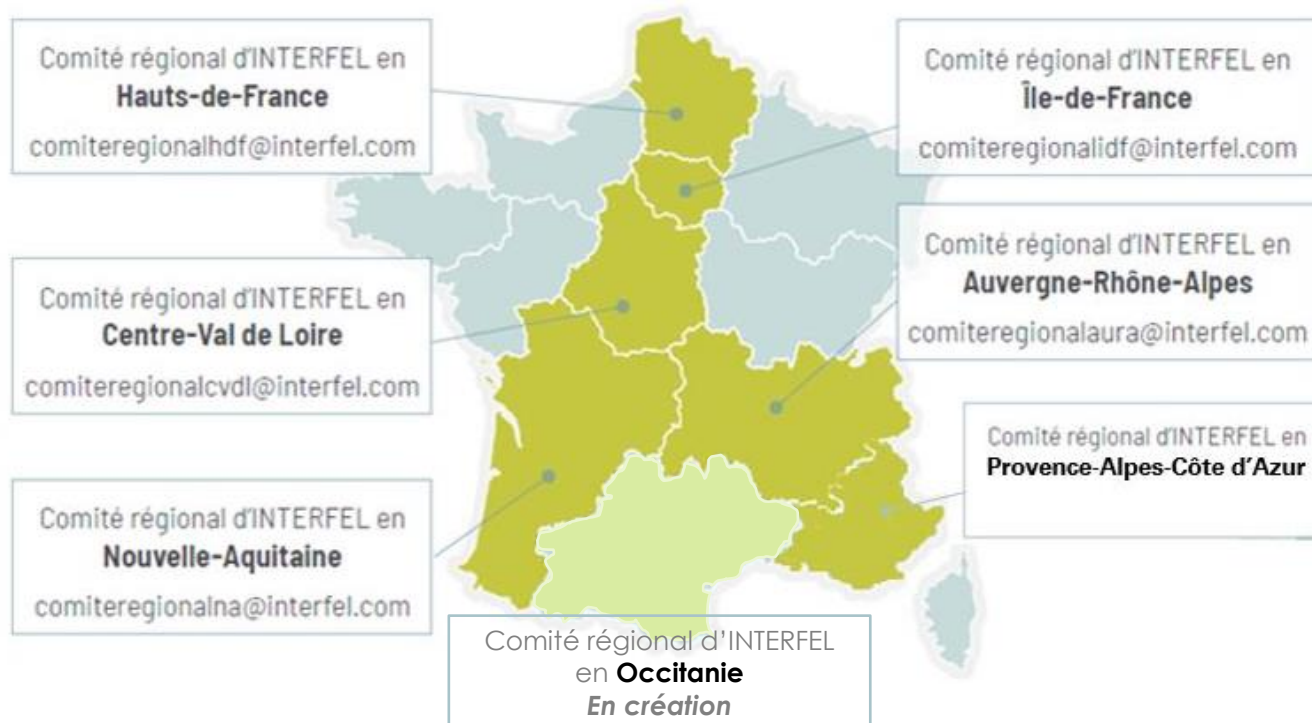 Comité régional d'INTERFEL en
Hauts-de-France
comiteregionalhdf@interfel.com
Comité régional d'INTERFEL en
Île-de-France
comiteregionalidf@interfel.com
Comité régional d'INTERFEL en
Centre-Val de Loire
comiteregionalcvdl@interfel.com
Comité régional d'INTERFEL en
Auvergne-Rhône-Alpes
comiteregionalaura@interfel.com
Comité régional d'INTERFEL en
Provence-Alpes-Côte d'Azur
Comité régional d'INTERFEL en
Nouvelle-Aquitaine
comiteregionalna@interfel.com
Comité régional d'INTERFEL
en Occitanie
En création